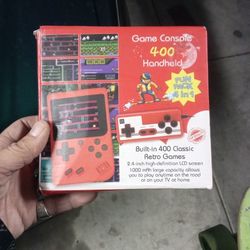 Game Console
400
Handheld
FUN
PACK
4 in 1
Built-in 400 Classic
Retro Games
2.4-inch high-definition LCD screen
1000 mAh large capacity allows you
to play anytime on the road
or on your TV at home